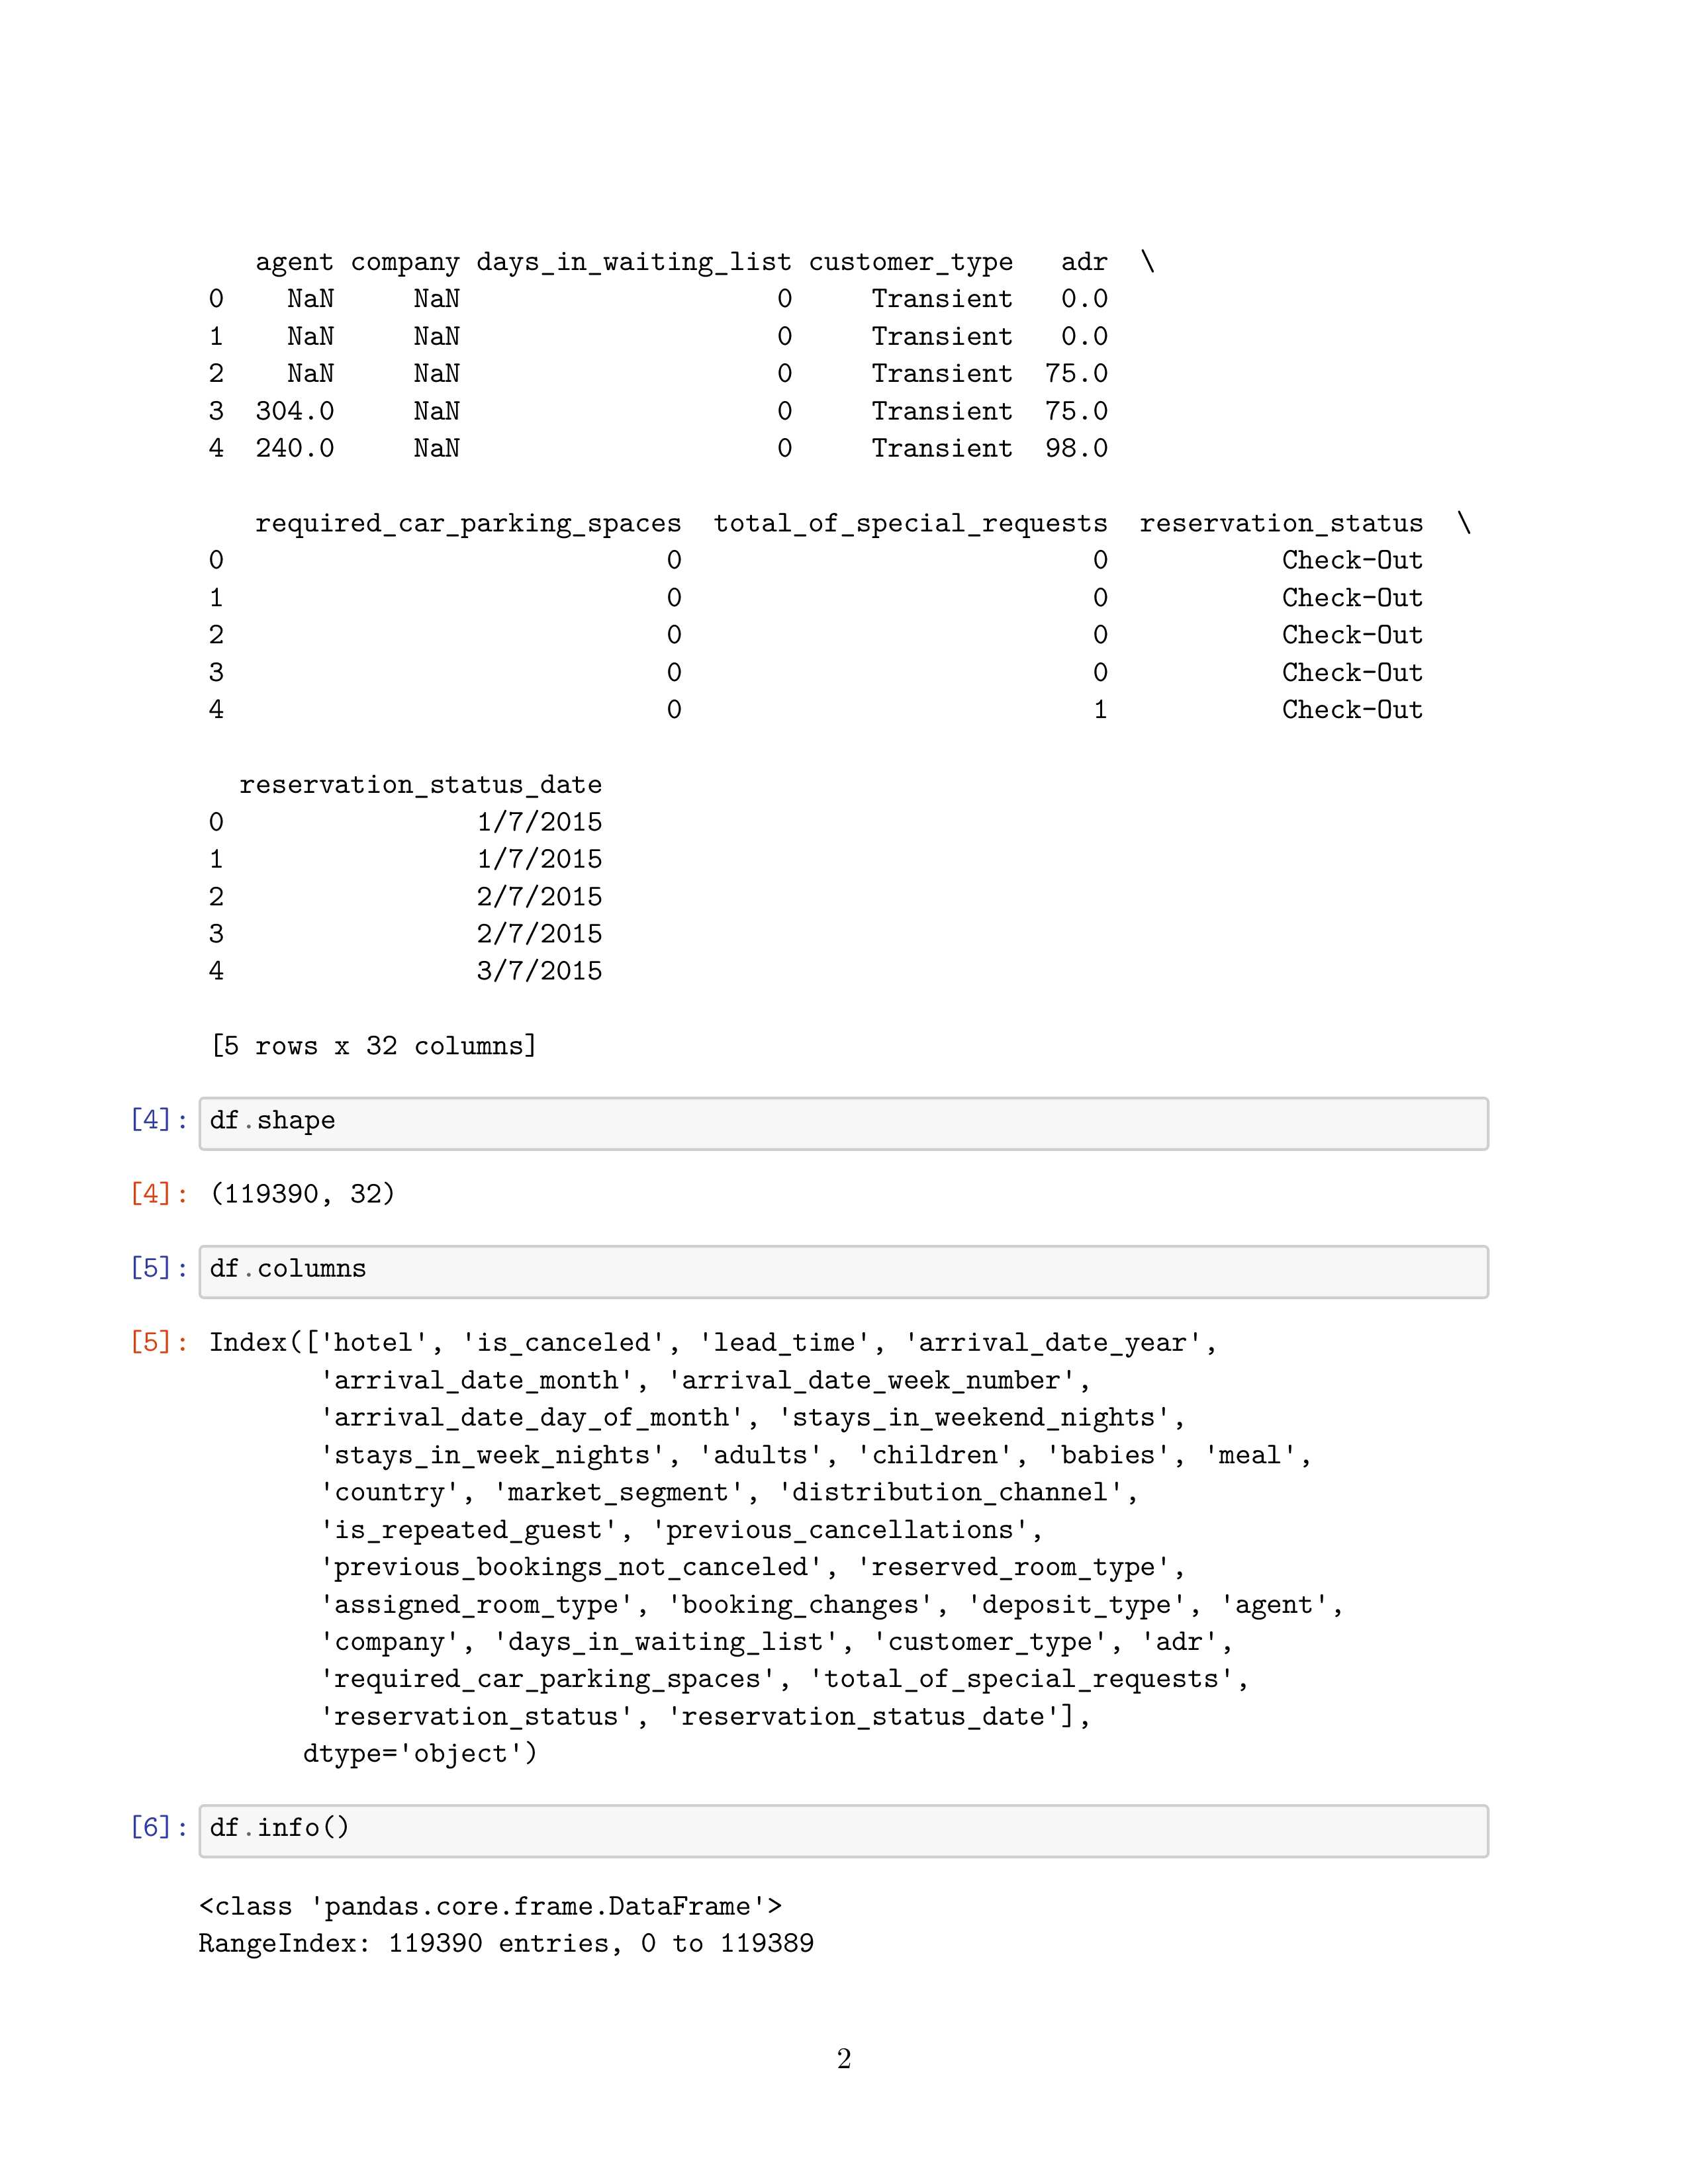 agent company days_in_waiting_list customer_type adr \
0 NaN NaN 0 Transient 0.0
1 NaN NaN 0 Transient 0.0
2 NaN NaN 0 Transient 75.0
3 304.0 NaN 0 Transient 75.0
4 240.0 NaN 0 Transient 98.0
required_car_parking_spaces total_of_special_requests reservation_status \
0 0 0 Check-Out
1 0 0 Check-Out
2 0 0 Check-Out
3 0 0 Check-Out
4 0 1 Check-Out
reservation_status_date
0 1/7/2015
1 1/7/2015
2 2/7/2015
3 2/7/2015
4 3/7/2015
[5 rows x 32 columns]
[4]: df.shape
[4]: (119390, 32)
[5]: df.columns
[5]: Index(['hotel', 'is_canceled', 'lead_time', 'arrival_date_year',
'arrival_date_month', 'arrival_date_week_number',
'arrival_date_day_of_month', 'stays_in_weekend_nights',
'stays_in_week_nights', 'adults', 'children', 'babies', 'meal',
'country', 'market_segment', 'distribution_channel',
'is_repeated_guest', 'previous_cancellations',
'previous_bookings_not_canceled', 'reserved_room_type',
'assigned_room_type', 'booking_changes', 'deposit_type', 'agent',
'company', 'days_in_waiting_list', 'customer_type', 'adr',
'required_car_parking_spaces', 'total_of_special_requests',
'reservation_status', 'reservation_status_date'],
dtype='object')
[6]: df.info()
<class 'pandas.core.frame.DataFrame'>
RangeIndex: 119390 entries, 0 to 119389
2